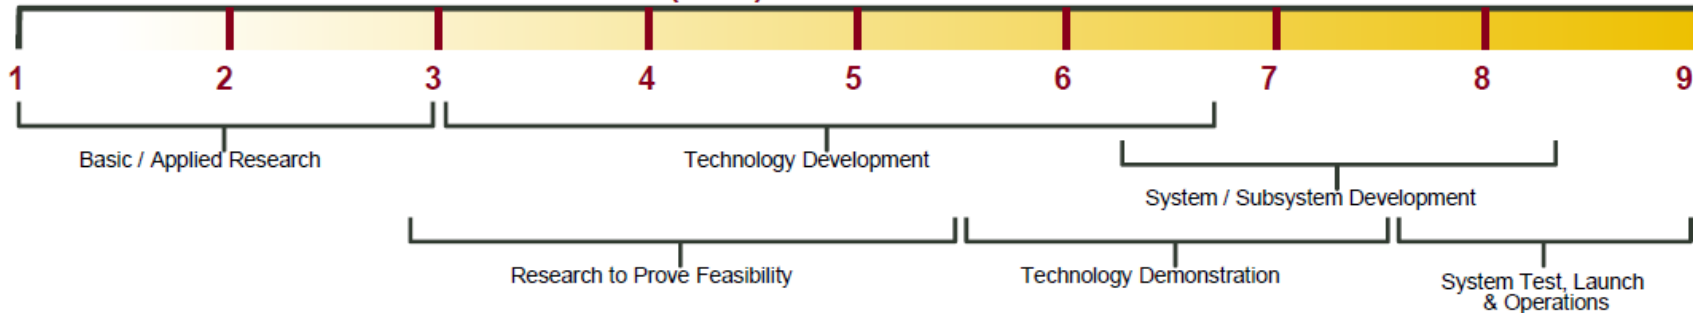 1 2 3 4 5 6 7 8 9
Basic / Applied Research
Technology Development
System / Subsystem Development
Research to Prove Feasibility
Technology Demonstration
System Test, Launch
& Operations